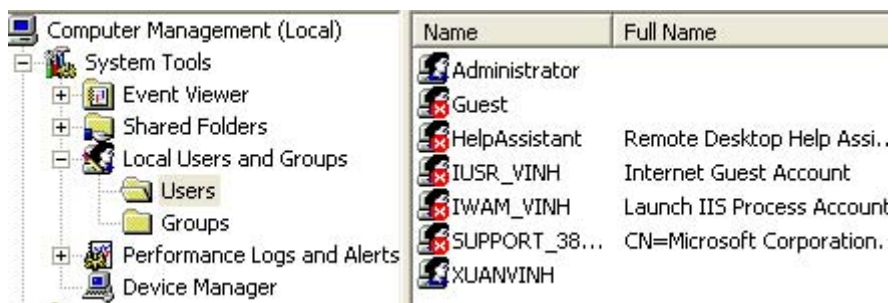 Computer Management (Local)
System Tools
Event Viewer
Shared Folders
Local Users and Groups
Users
Groups
Performance Logs and Alerts
Device Manager
Name Full Name
Administrator
Guest
HelpAssistant Remote Desktop Help Assi...
IUSR_VINH Internet Guest Account
IWAM_VINH Launch IIS Process Account
SUPPORT_38... CN=Microsoft Corporation...
XUANVINH